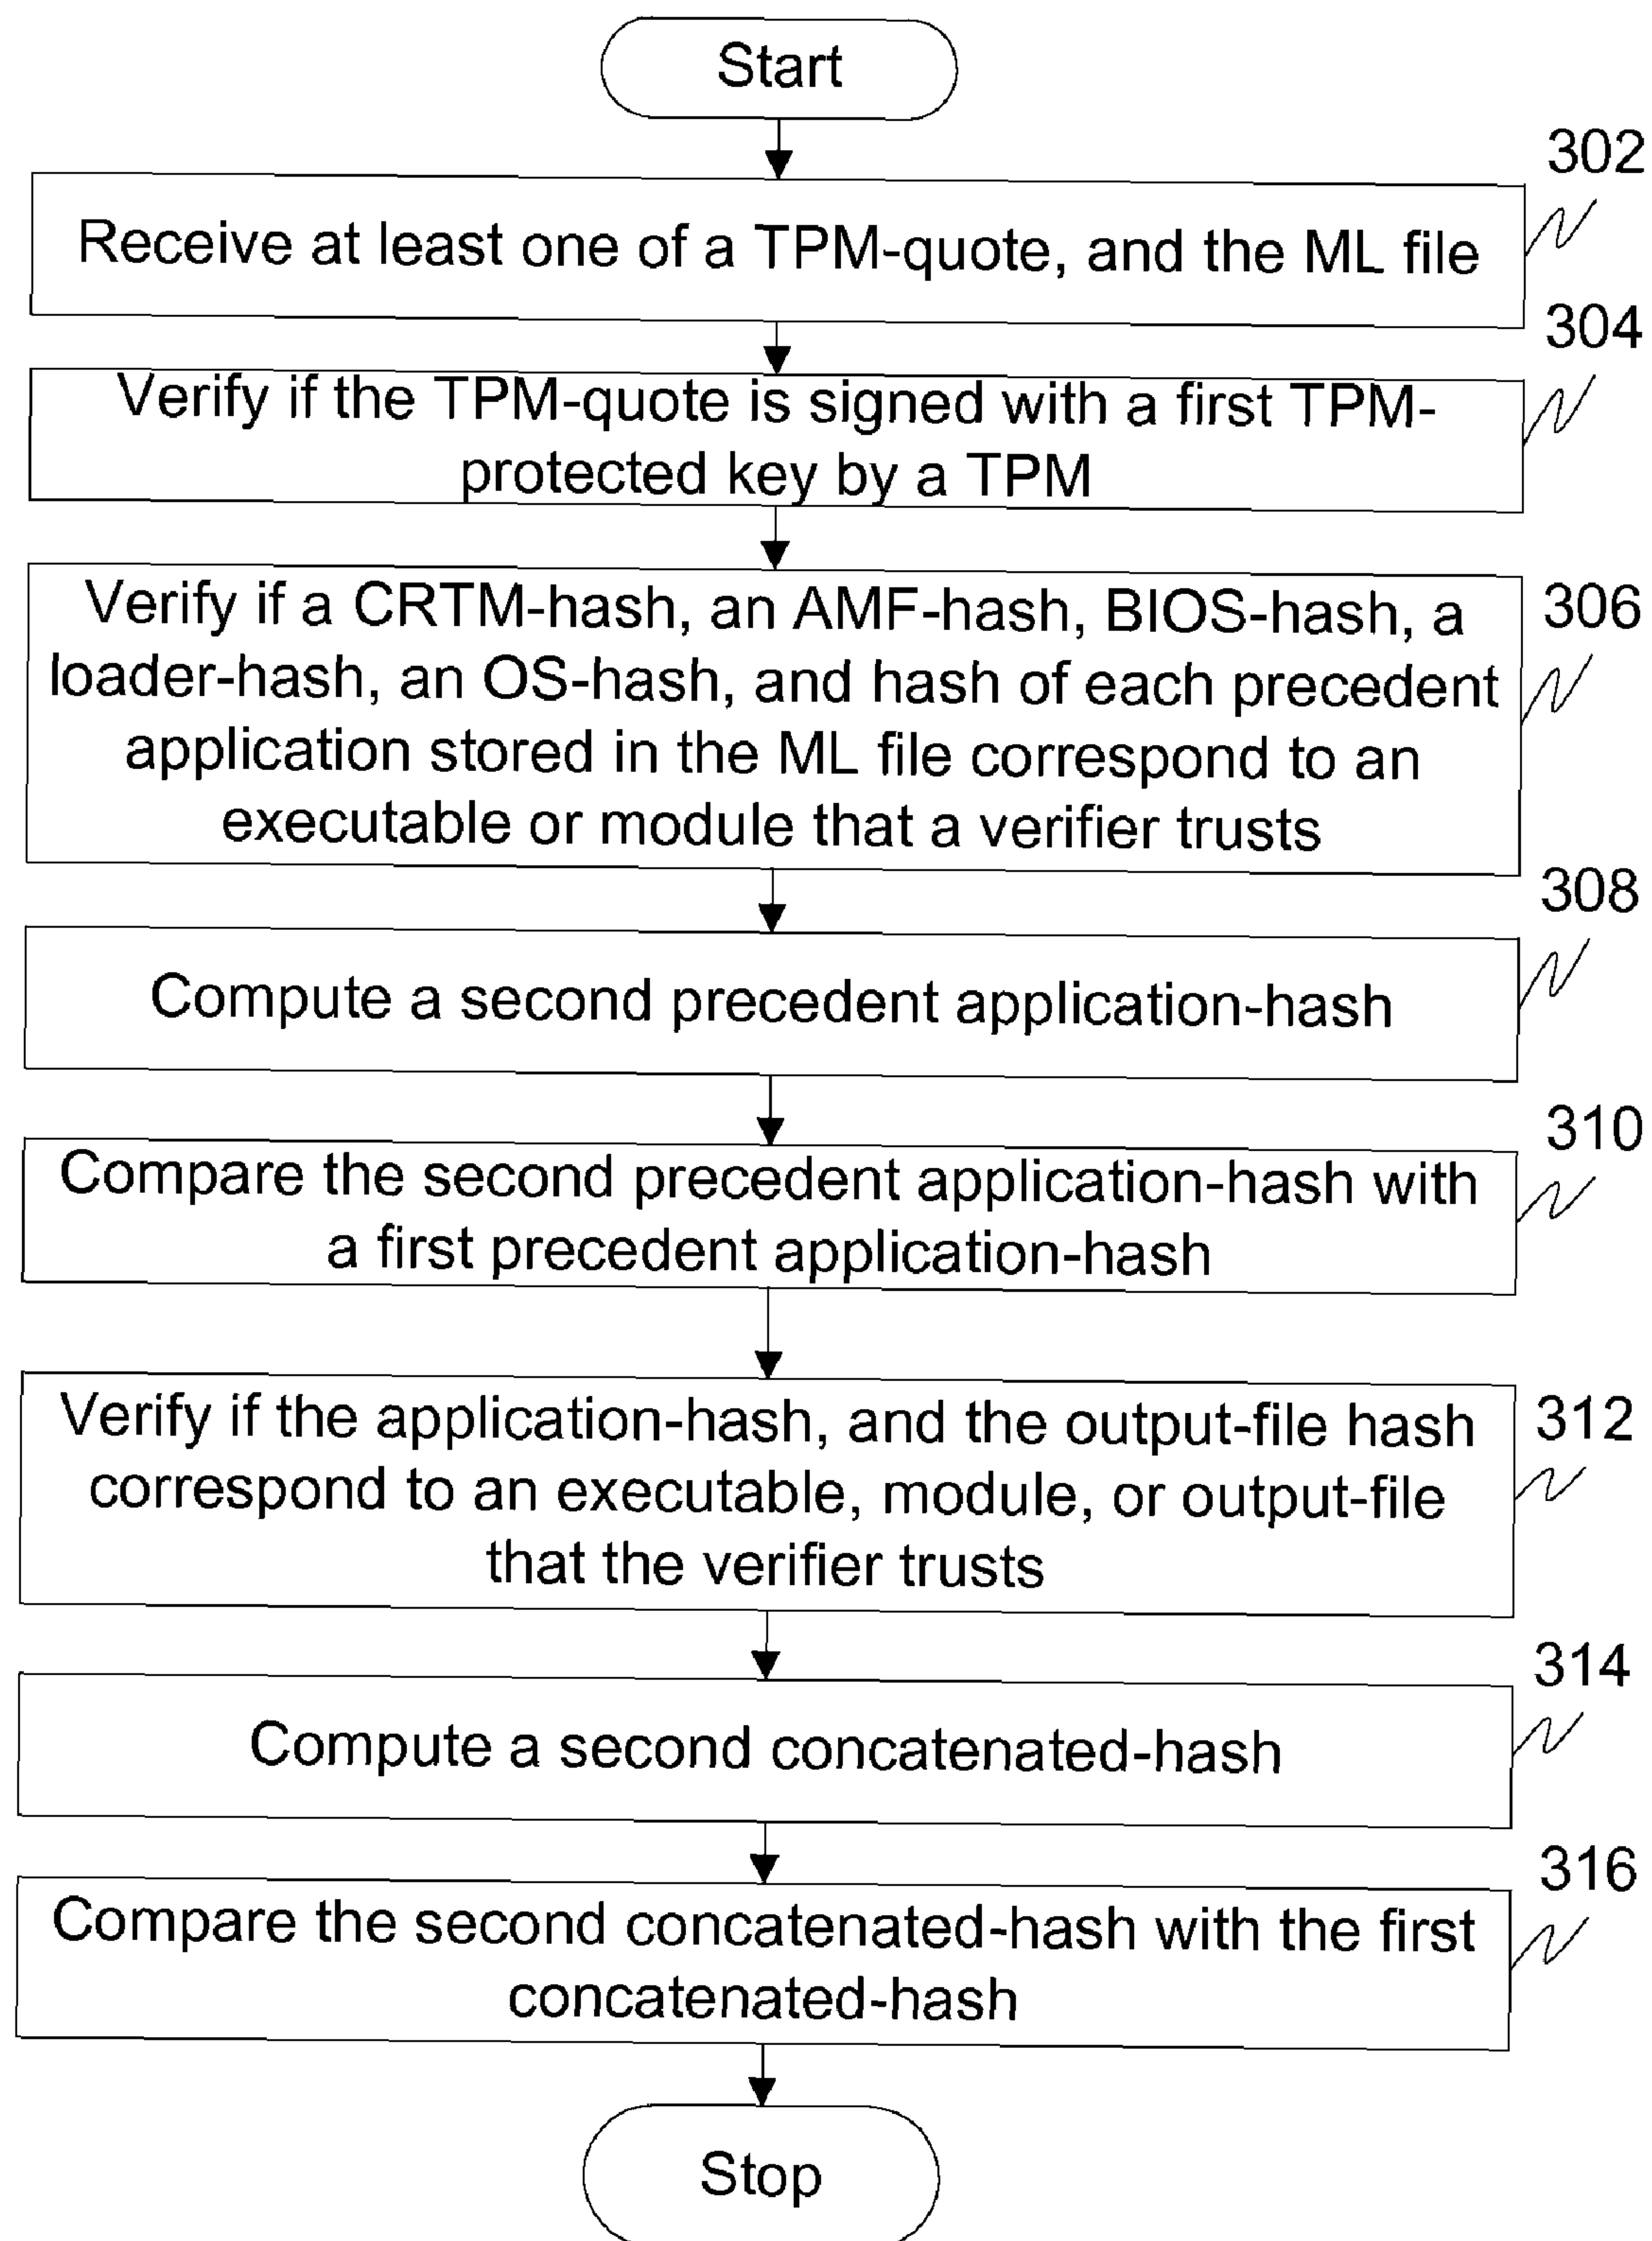 Start
302
Receive at least one of a TPM-quote, and the ML file
304
Verify if the TPM-quote is signed with a first TPM-
protected key by a TPM
306
Verify if a CRTM-hash, an AMF-hash, BIOS-hash, a
loader-hash, an OS-hash, and hash of each precedent
application stored in the ML file correspond to an
executable or module that a verifier trusts
308
Compute a second precedent application-hash
310
Compare the second precedent application-hash with
a first precedent application-hash
312
Verify if the application-hash, and the output-file hash
correspond to an executable, module, or output-file
that the verifier trusts
314
Compute a second concatenated-hash
316
Compare the second concatenated-hash with the first
concatenated-hash
Stop